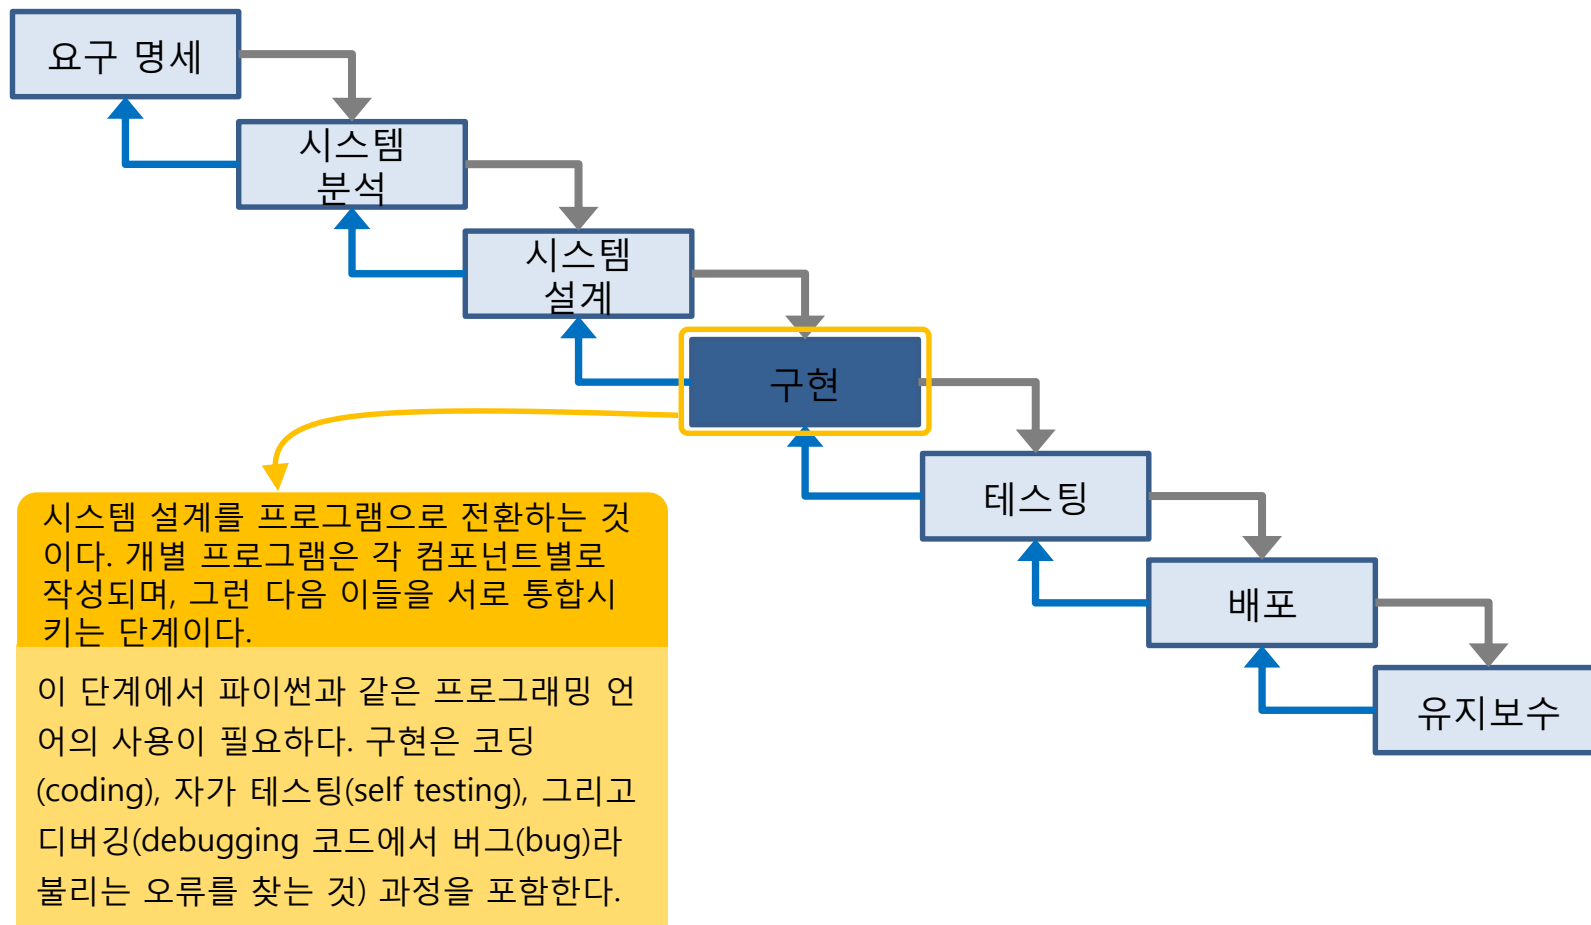 요구 명세
시스템
분석
시스템
설계
구현
테스팅
배포
유지보수
시스템 설계를 프로그램으로 전환하는 것
이다. 개별 프로그램은 각 컴포넌트별로
작성되며, 그런 다음 이들을 서로 통합시
키는 단계이다.
이 단계에서 파이썬과 같은 프로그래밍 언
어의 사용이 필요하다. 구현은 코딩
(coding), 자가 테스팅(self testing), 그리고
디버깅(debugging 코드에서 버그(bug)라
불리는 오류를 찾는 것) 과정을 포함한다.